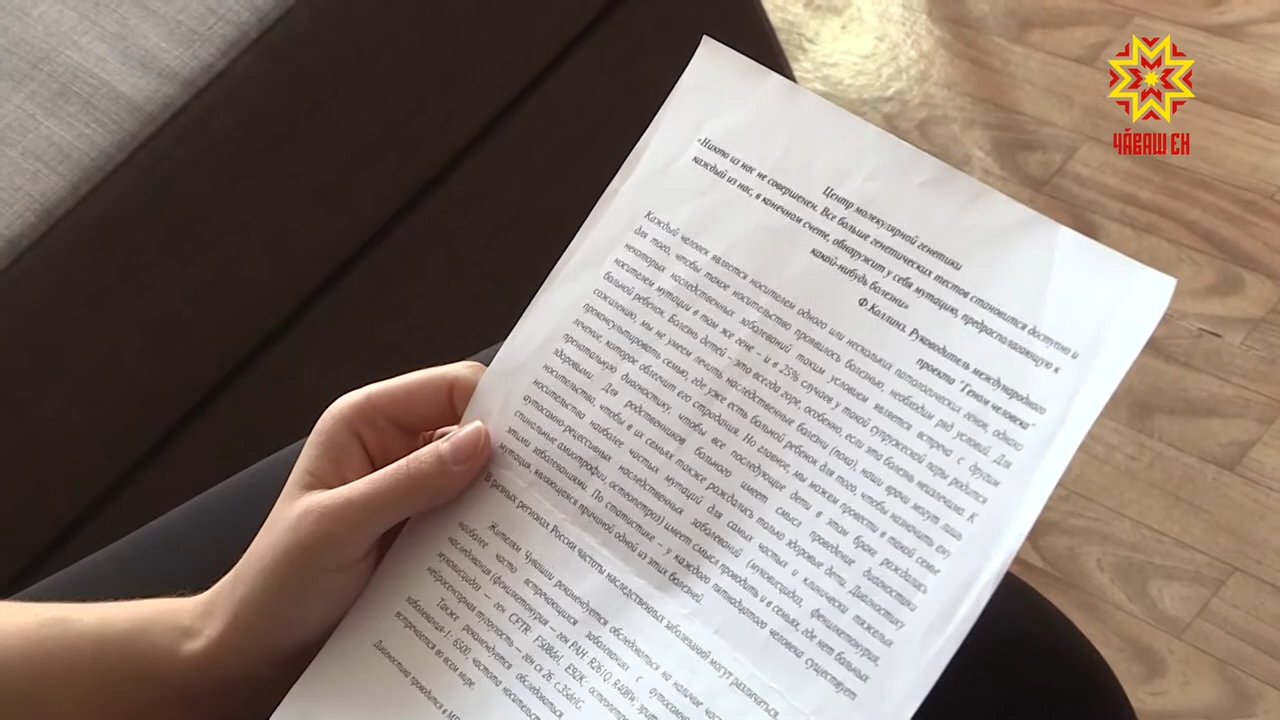 ЧӐВАШ ЕН
Центр молекулярной генетики
«Никто из нас не совершенен. Все больше генетических тестов становится доступно и
каждый из нас, в конечном счете, обнаружит у себя мутацию, предрасполагающую к
какой-нибудь болезни»
Ф.Коллинз. Руководитель международного
проекта "Геном человека"
Каждый человек является носителем одного или нескольких патологических генов, однако
для того, чтобы такое носительство проявилось болезнью, необходим ряд условий. Для
некоторых наследственных заболеваний таким условием является встреча с другим
носителем мутации в том же гене – и в 25% случаев у такой супружеской пары родится
больной ребенок. Болезнь детей - это всегда горе, особенно, если эта болезнь неизлечима. К
сожалению, мы не умеем лечить наследственные болезни (пока), наши врачи могут лишь
проконсультировать семью, где уже есть больной ребенок для того, чтобы назначить ему
лечение, которое облегчит его страдания. Но главное, мы можем провести в такой семье
пренатальную диагностику, чтобы все последующие дети в этом браке рождались
здоровыми. Для родственников больного имеет смысл проведение диагностики
носительства, чтобы в их семьях также рождались только здоровые дети. Диагностику
носительства наиболее частых мутаций для самых частых и клинически тяжелых
аутосомно-рецессивных наследственных заболеваний (муковисцидоз, фенилкетонурия,
спинальные амиотрофии, остеопетроз) имеет смысл проводить и в семьях, где нет больных
этими заболеваниями. По статистике - у каждого пятнадцатого человека существует
мутация, являющаяся причиной одной из этих болезней.
В разных регионах России частоты наследственных заболеваний могут различаться.
Жителям Чувашии рекомендуется обследоваться на наличие
наиболее часто встречающихся заболевания с
наследования (фенилкетонурия – ген PAH: R261Q, R408W;
муковисцидоз — ген CFTR: F508del, E92K;
нейросенсорная тугоухость — ген
Также рекомендуется обследоваться
заболевания-1: 6500, частота
встречается во всем мире.
Диагностика проводится в